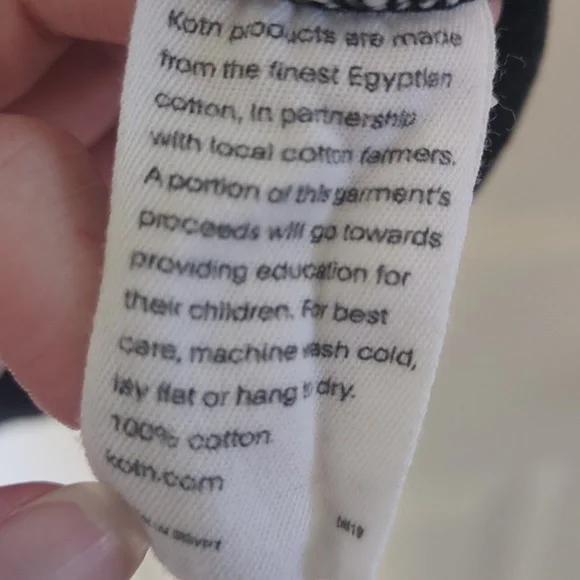 Kotn products are made
from the finest Egyptian
cotton, in partnership
with local cotton farmers.
A portion of this garment's
proceeds will go towards
providing education for
their children. For best
care, machine wash cold,
lay flat or hang to dry.
100% cotton
kotn.com
EGYPT